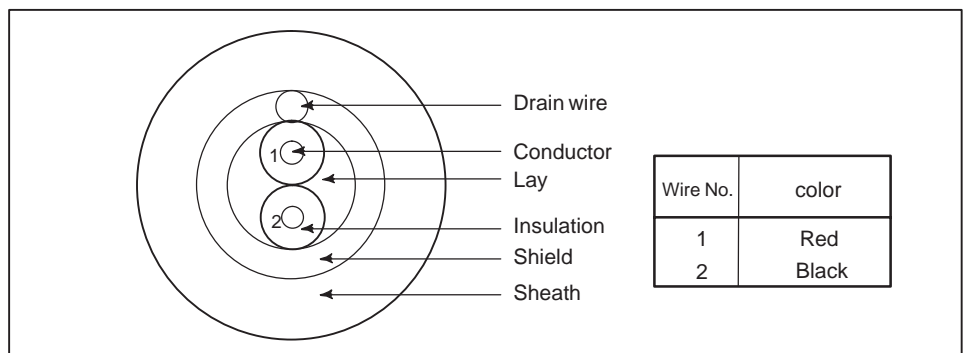 Drain wire
1
Conductor
Lay
2
Insulation
Shield
Sheath
Wire No. color
1 Red
2 Black